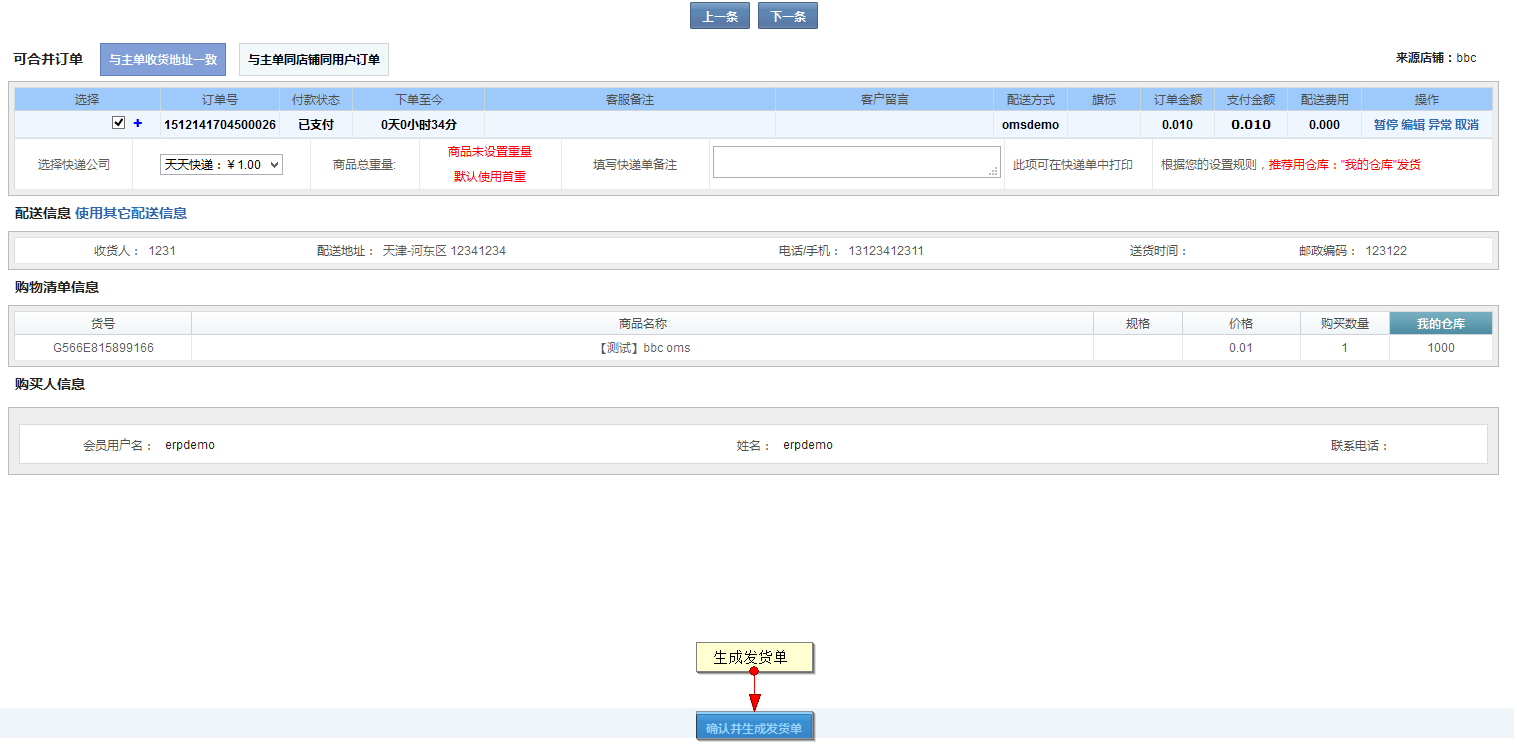 上一条 下一条
可合并订单 与主单收货地址一致 与主单同店铺同用户订单 来源店铺：bbc
选择 订单号 付款状态 下单至今 客服备注 客户留言 配送方式 旗标 订单金额 支付金额 配送费用 操作
+ 1512141704500026 已支付 0天0小时34分 omsdemo 0.010 0.010 0.000 暂停 编辑 异常 取消
选择快递公司 天天快递：￥1.00 商品总重量: 商品未设置重量 填写快递单备注 此项可在快递单中打印 根据您的设置规则，推荐用仓库："我的仓库"发货
默认使用首重
配送信息 使用其它配送信息
收货人： 1231 配送地址： 天津-河东区 12341234 电话/手机： 13123412311 送货时间： 邮政编码： 123122
购物清单信息
货号 商品名称 规格 价格 购买数量 我的仓库
G566E815899166 【测试】bbc oms 0.01 1 1000
购买人信息
会员用户名： erpdemo 姓名： erpdemo 联系电话：
生成发货单
确认并生成发货单